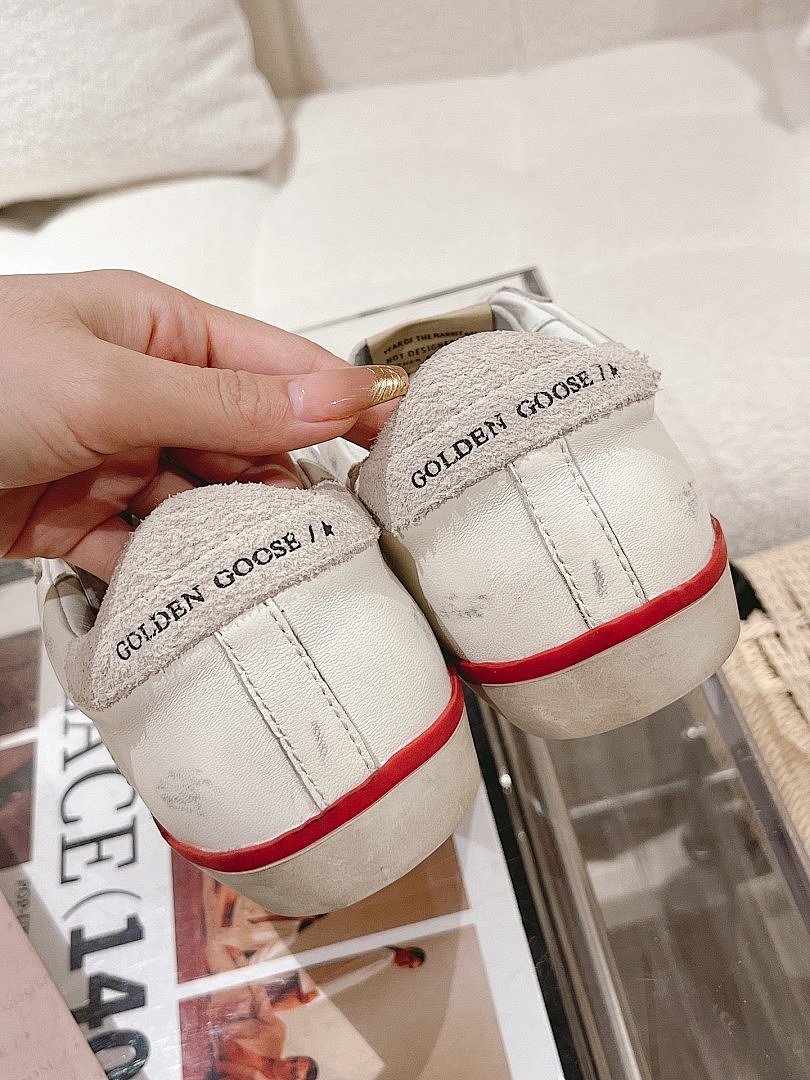 YEAR OF THE RABBIT
NOT DESIGNED
GOLDEN GOOSE /
GOLDEN GOOSE /
ACE (140